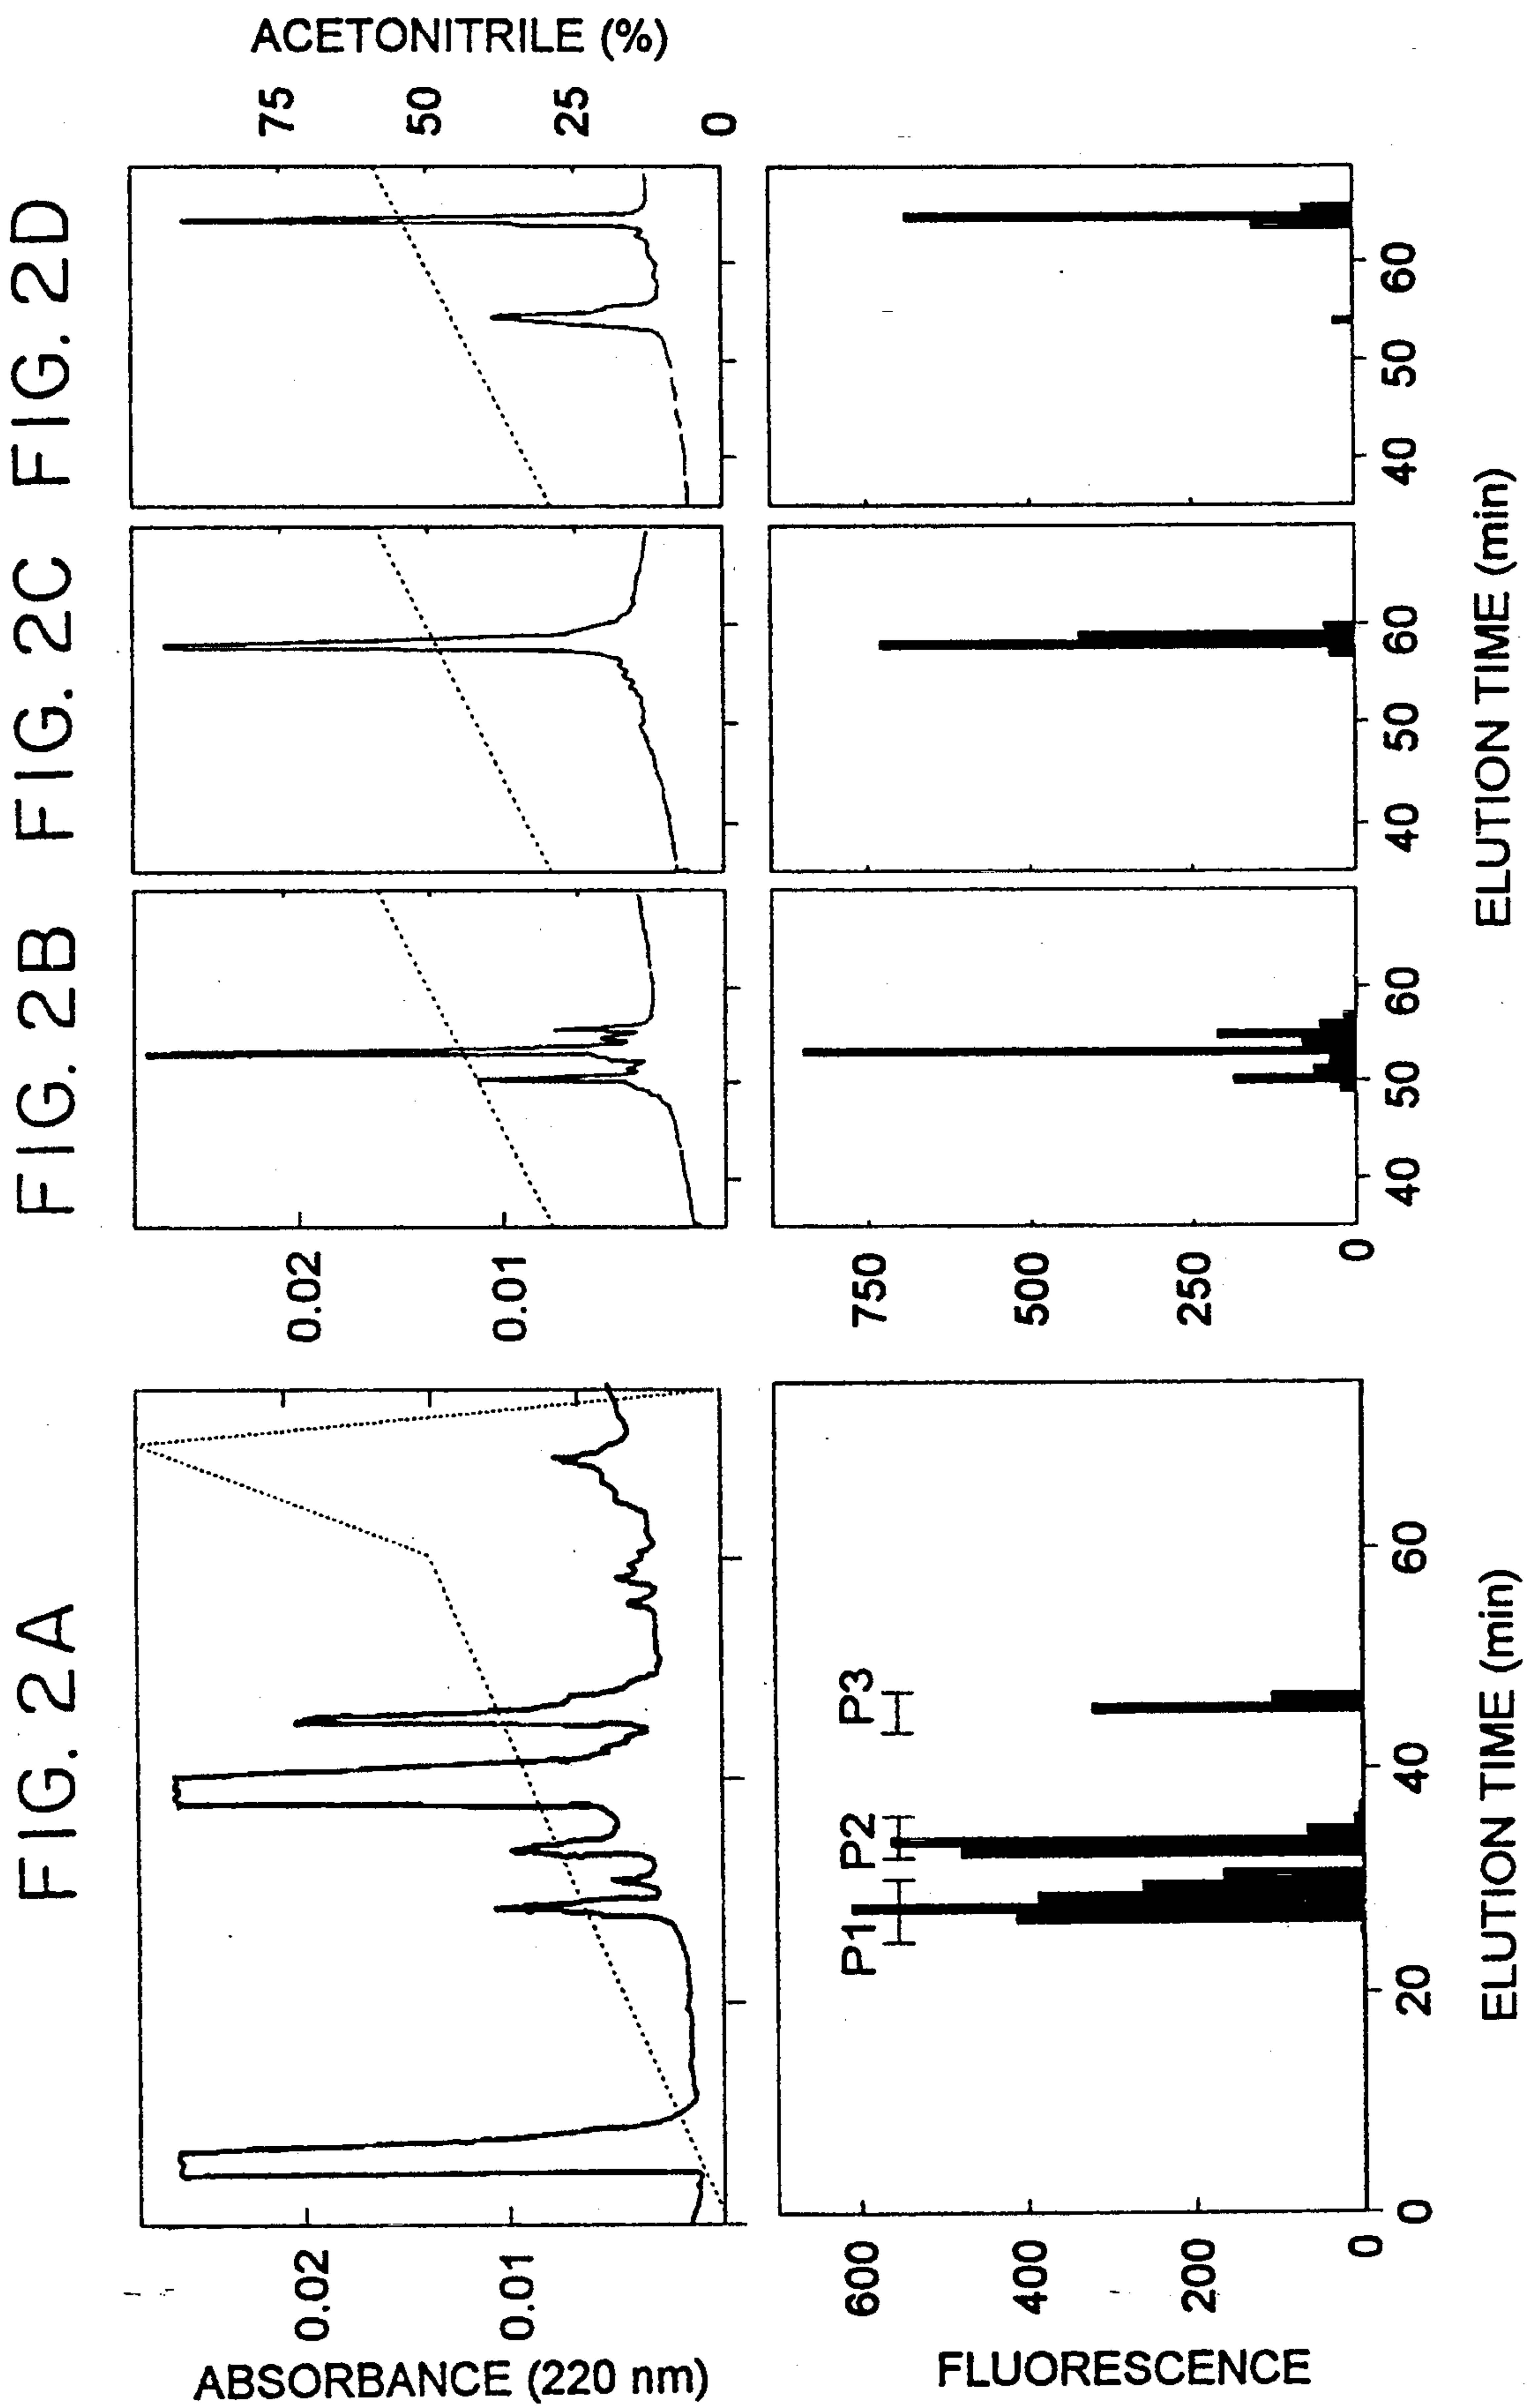 FIG. 2A
FIG. 2B
FIG. 2C
FIG. 2D
ABSORBANCE (220 nm)
0.02
0.01
0.02
0.01
ACETONITRILE (%)
75
50
25
0
FLUORESCENCE
600
400
200
0
P1
P2
P3
750
500
250
0
0
20
40
60
40
50
60
40
50
60
40
50
60
ELUTION TIME (min)
ELUTION TIME (min)